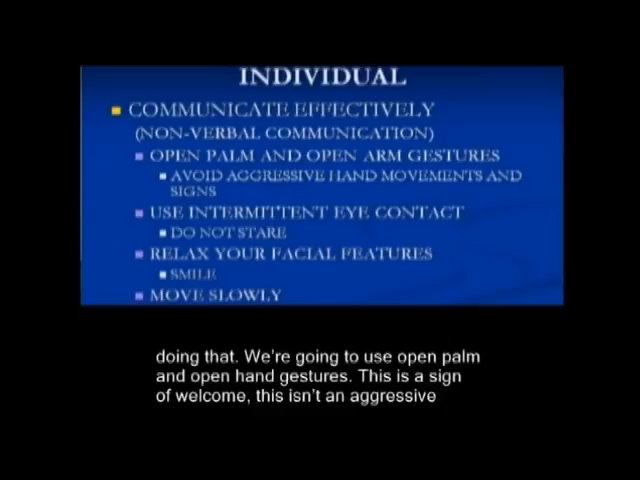 INDIVIDUAL
COMMUNICATE EFFECTIVELY
(NON-VERBAL COMMUNICATION)
OPEN PALM AND OPEN ARM GESTURES
AVOID AGGRESSIVE HAND MOVEMENTS AND
SIGNS
USE INTERMITTENT EYE CONTACT
DO NOT STARE
RELAX YOUR FACIAL FEATURES
SMILE
MOVE SLOWLY
doing that. We're going to use open palm
and open hand gestures. This is a sign
of welcome, this isn't an aggressive